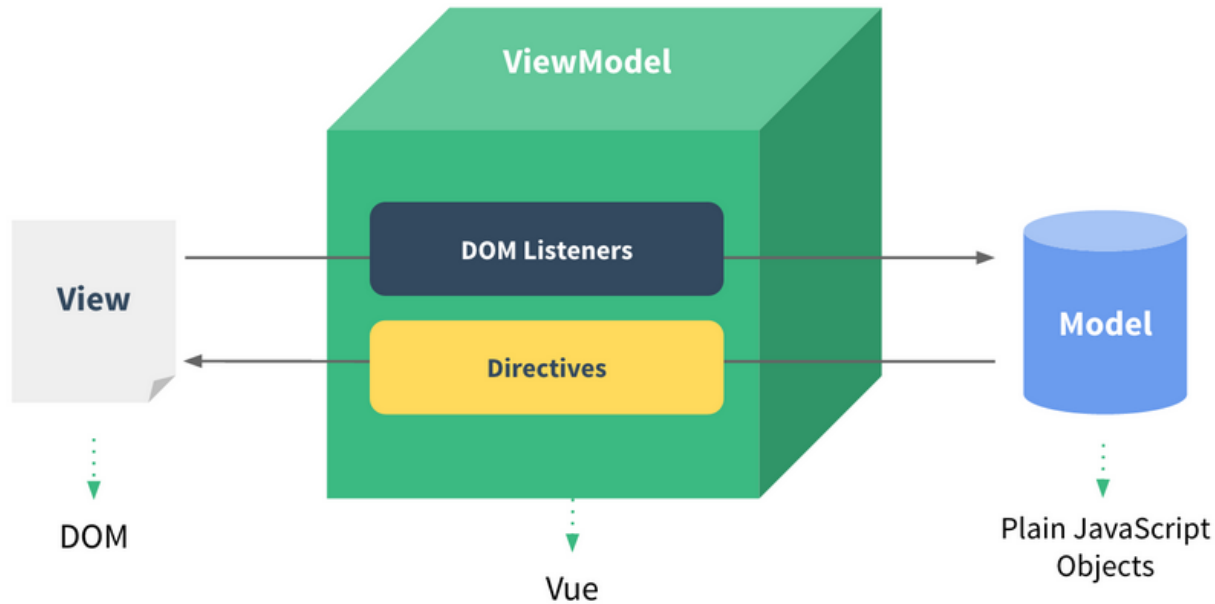 ViewModel
DOM Listeners
View
Directives
Model
DOM
Vue
Plain JavaScript
Objects